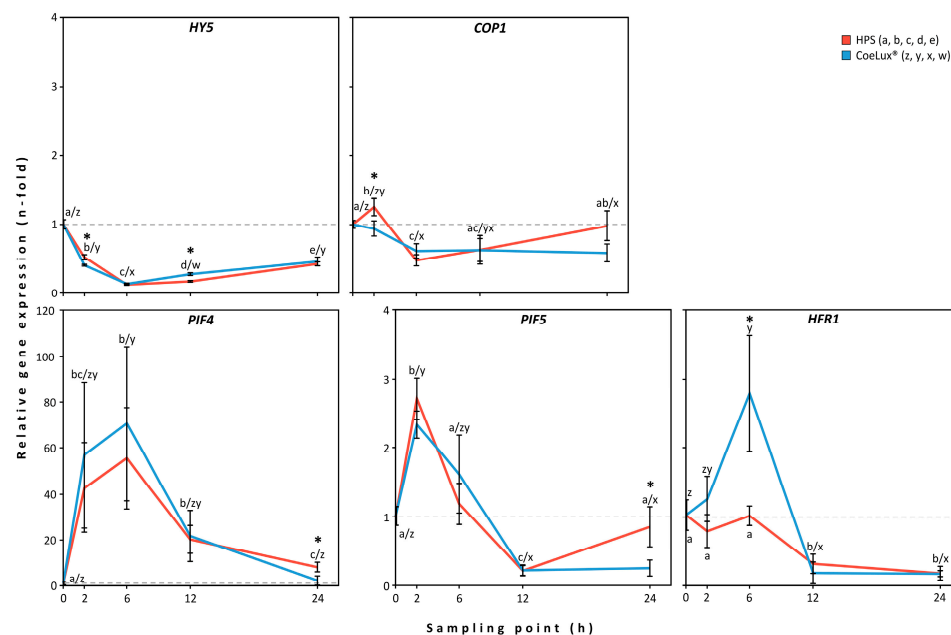 HY5
COP1
HPS (a, b, c, d, e)
CoeLux® (z, y, x, w)
Relative gene expression (n-fold)
4
3
2
1
0
a/z
*
b/y
c/x
*
d/w
e/y
a/z
*
b/zy
c/x
ac/yx
ab/x
PIF4
PIF5
HFR1
120
100
80
60
40
20
0
a/z
bc/zy
b/y
b/zy
*
c/z
4
3
2
1
0
a/z
b/y
a/zy
c/x
*
a/x
z
a
zy
a
*
y
a
b/x
b/x
0 2 6 12 24
0 2 6 12 24
0 2 6 12 24
Sampling point (h)